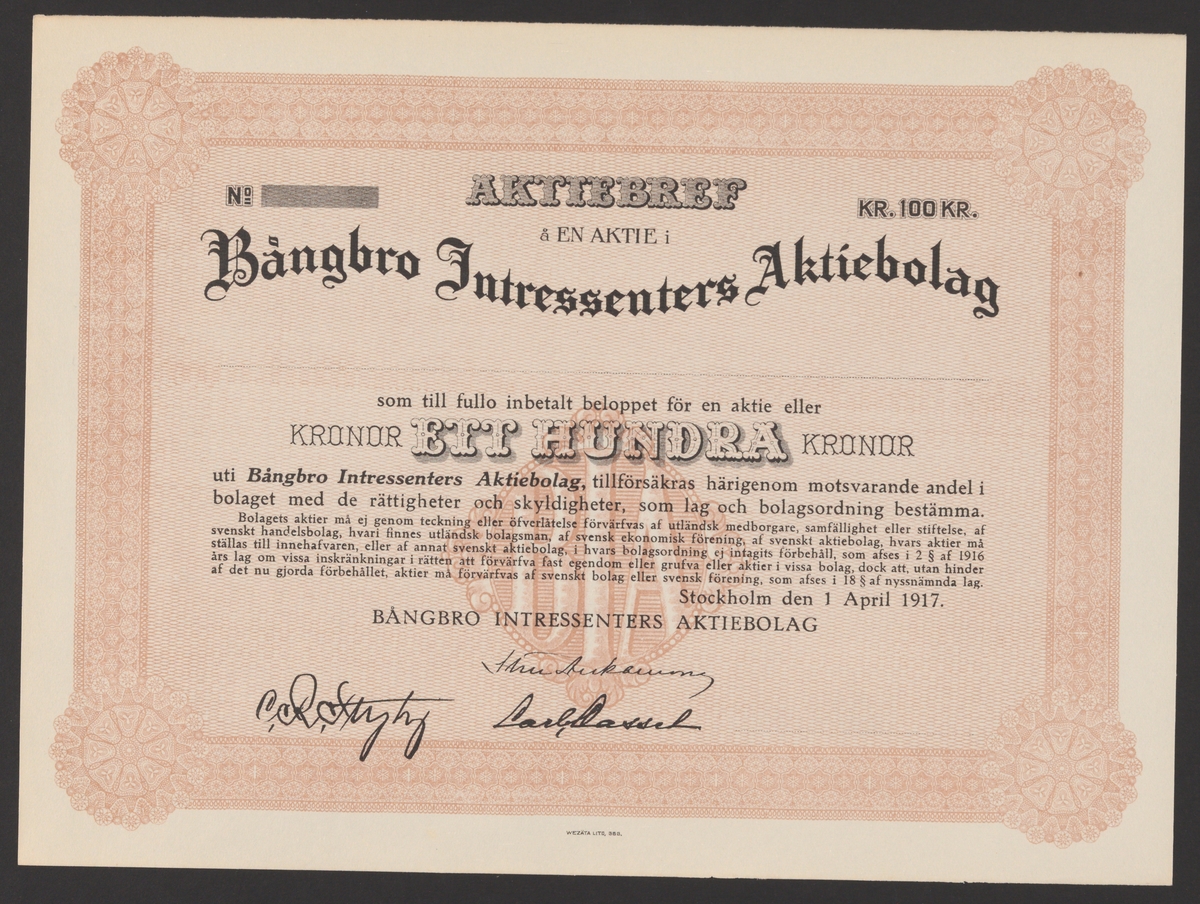 Nº
AKTIEBREF
KR. 100 KR.
å EN AKTIE i
Bångbro Intressenters Aktiebolag
som till fullo inbetalt beloppet för en aktie eller
KRONOR ETT HUNDRA KRONOR
uti Bångbro Intressenters Aktiebolag, tillförsäkras härigenom motsvarande andel i
bolaget med de rättigheter och skyldigheter, som lag och bolagsordning bestämma.
Bolagets aktier må ej genom teckning eller öfverlåtelse förvärfvas af utländsk medborgare, samfällighet eller stiftelse, af
svenskt handelsbolag, hvari finnes utländsk bolagsman, af svensk ekonomisk förening, af svenskt aktiebolag, hvars aktier må
ställas till innehafvaren, eller af annat svenskt aktiebolag, i hvars bolagsordning ej intagits förbehåll, som afses i 2 § af 1916
års lag om vissa inskränkningar i rätten att förvärfva fast egendom eller grufva eller aktier i vissa bolag, dock att, utan hinder
af det nu gjorda förbehållet, aktier må förvärfvas af svenskt bolag eller svensk förening, som afses i 18 § af nyssnämnda lag.
Stockholm den 1 April 1917.
BÅNGBRO INTRESSENTERS AKTIEBOLAG
BIA
Carl Cassel
WEZÄTA LITS, GBG.